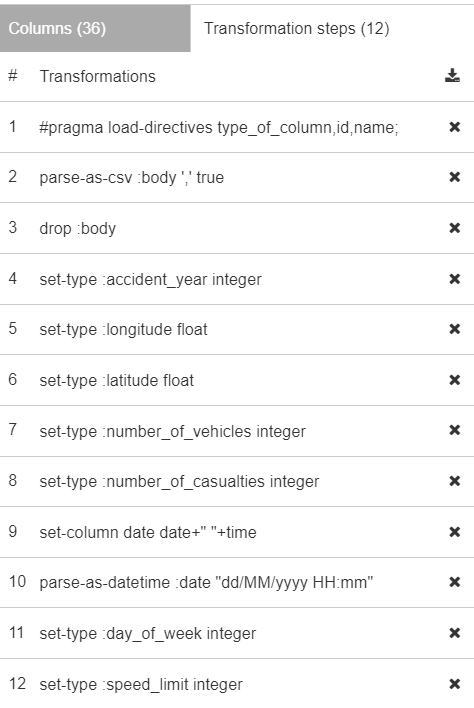 Columns (36) Transformation steps (12)
# Transformations
1 #pragma load-directives type_of_column,id,name;
2 parse-as-csv :body ',' true
3 drop :body
4 set-type :accident_year integer
5 set-type :longitude float
6 set-type :latitude float
7 set-type :number_of_vehicles integer
8 set-type :number_of_casualties integer
9 set-column date date+" "+time
10 parse-as-datetime :date "dd/MM/yyyy HH:mm"
11 set-type :day_of_week integer
12 set-type :speed_limit integer